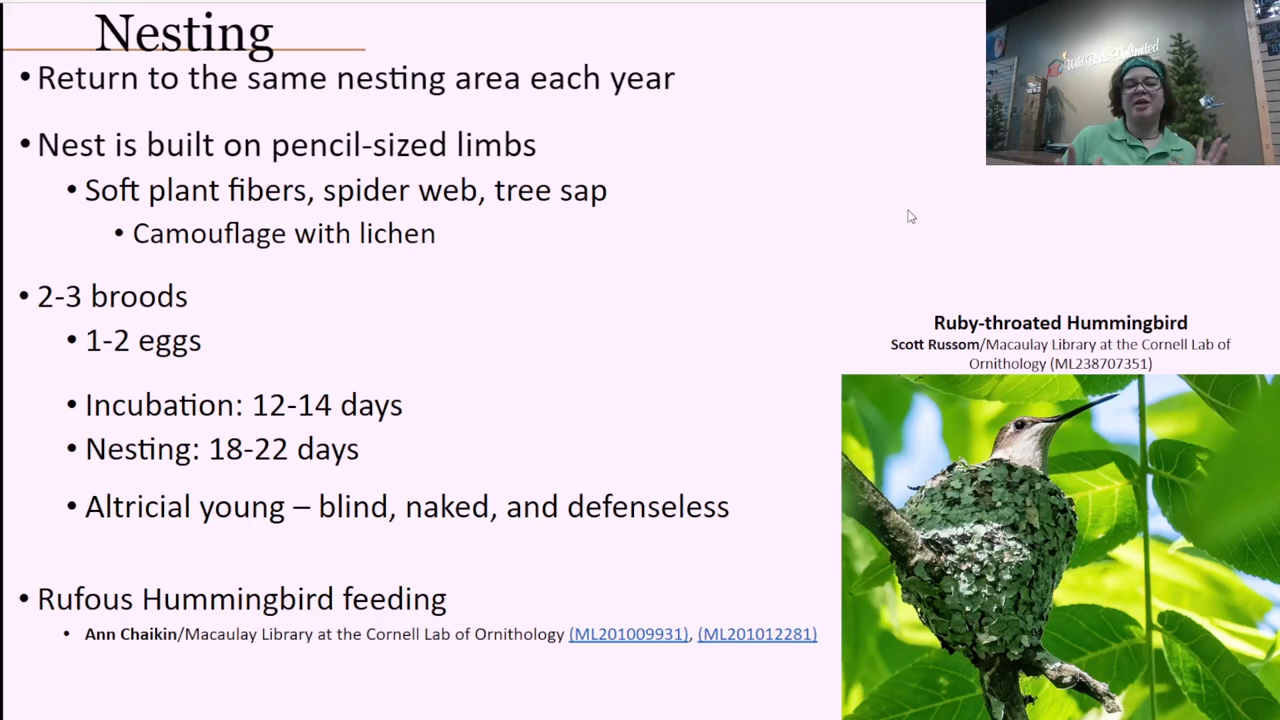 Nesting
• Return to the same nesting area each year
• Nest is built on pencil-sized limbs
• Soft plant fibers, spider web, tree sap
• Camouflage with lichen
• 2-3 broods
• 1-2 eggs
• Incubation: 12-14 days
• Nesting: 18-22 days
• Altricial young – blind, naked, and defenseless
• Rufous Hummingbird feeding
• Ann Chaikin/Macaulay Library at the Cornell Lab of Ornithology (ML201009931), (ML201012281)
Wild Birds Unlimited
Ruby-throated Hummingbird
Scott Russom/Macaulay Library at the Cornell Lab of
Ornithology (ML238707351)